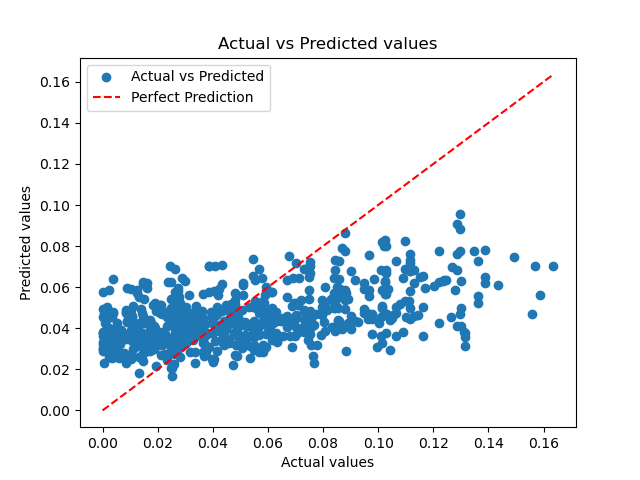 Actual vs Predicted values
Actual vs Predicted
Perfect Prediction
0.16
0.14
0.12
0.10
0.08
0.06
0.04
0.02
0.00
Predicted values
0.00 0.02 0.04 0.06 0.08 0.10 0.12 0.14 0.16
Actual values